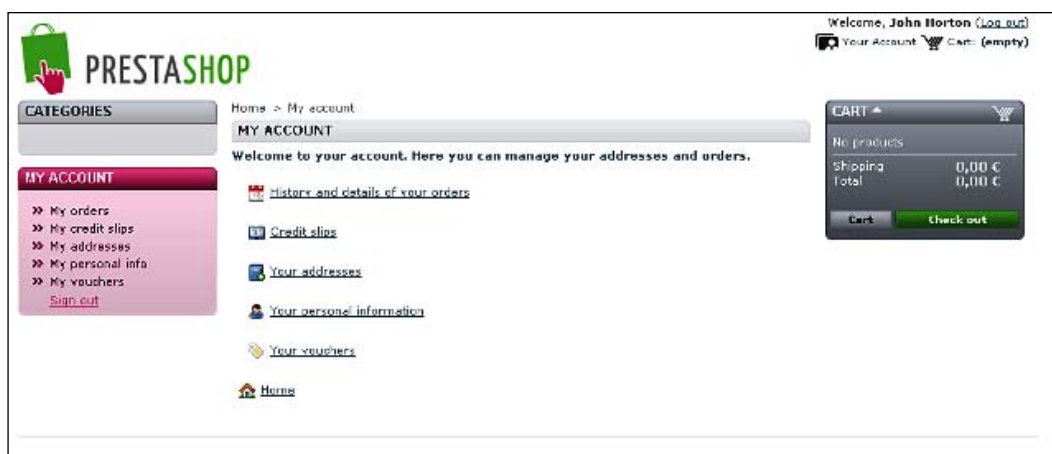 Welcome, John Horton (Log out)
Your Account Cart: (empty)
PRESTASHOP
CATEGORIES
MY ACCOUNT
My orders
My credit slips
My addresses
My personal info
My vouchers
Sign out
Home > My account
MY ACCOUNT
Welcome to your account. Here you can manage your addresses and orders.
History and details of your orders
Credit slips
Your addresses
Your personal information
Your vouchers
Home
CART
No products
Shipping 0,00 €
Total 0,00 €
Cart Check out